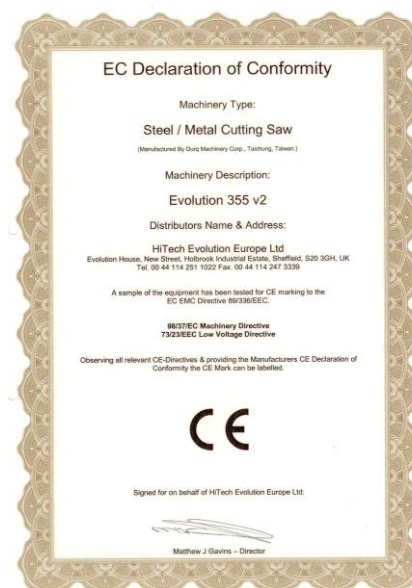 EC Declaration of Conformity
Machinery Type:
Steel / Metal Cutting Saw
(Manufactured By Durq Machinery Corp., Taichung, Taiwan.)
Machinery Description:
Evolution 355 v2
Distributors Name & Address:
HiTech Evolution Europe Ltd
Evolution House, New Street, Holbrook Industrial Estate, Sheffield, S20 3GH, UK
Tel. 00 44 114 251 1022 Fax. 00 44 114 247 3339
A sample of the equipment has been tested for CE marking to the
EC EMC Directive 89/336/EEC.
98/37/EC Machinery Directive
73/23/EEC Low Voltage Directive
Observing all relevant CE-Directives & providing the Manufacturers CE Declaration of
Conformity the CE Mark can be labelled.
CE
Signed for on behalf of HiTech Evolution Europe Ltd:
Matthew J Gavins – Director